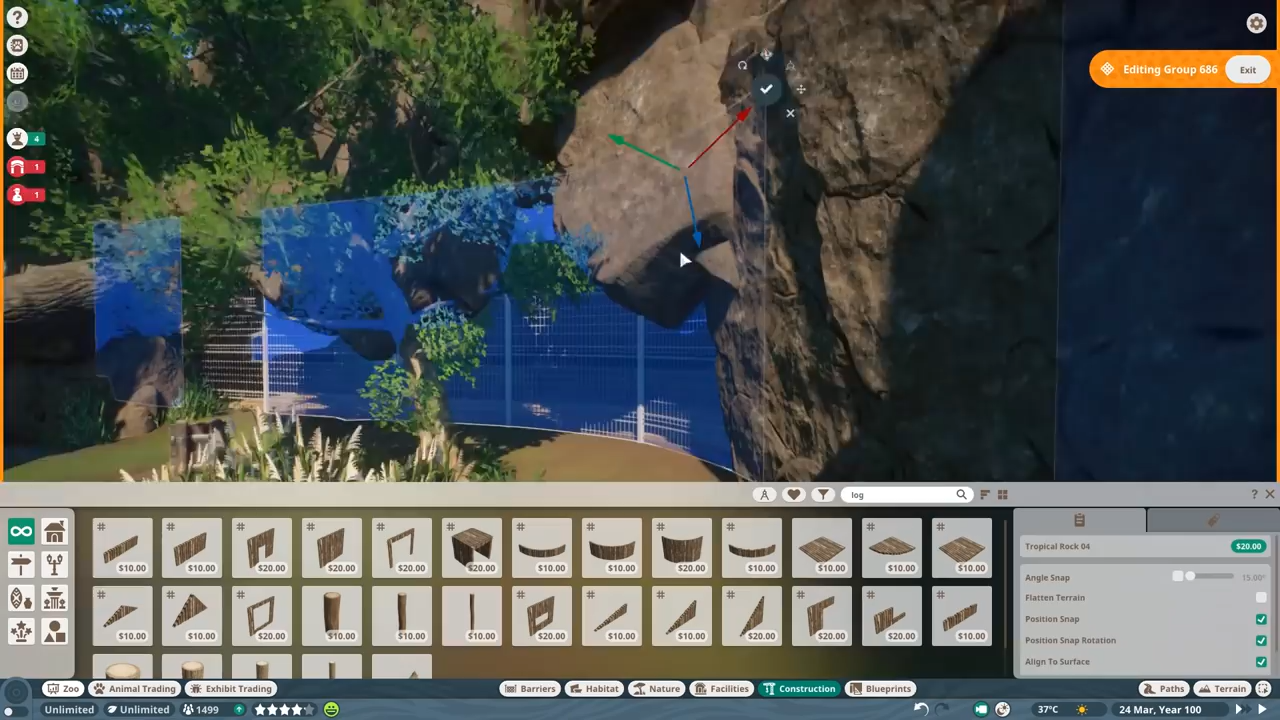 ?
Editing Group 686
Exit
4
1
1
log
? ×
# $10.00 # $10.00 # $20.00 # $20.00 # $10.00 # $20.00 # $10.00 # $10.00 # $20.00 # $10.00 # $10.00 # $10.00 # $10.00
# $10.00 # $10.00 # $20.00 $10.00 $10.00 $10.00 # $20.00 # $10.00 # $10.00 # $20.00 # $20.00 # $20.00 # $10.00
Tropical Rock 04 $20.00
Angle Snap 15.00°
Flatten Terrain
Position Snap
Position Snap Rotation
Align To Surface
Zoo Animal Trading Exhibit Trading Barriers Habitat Nature Facilities Construction Blueprints Paths Terrain
Unlimited Unlimited 1499 37°C 24 Mar, Year 100